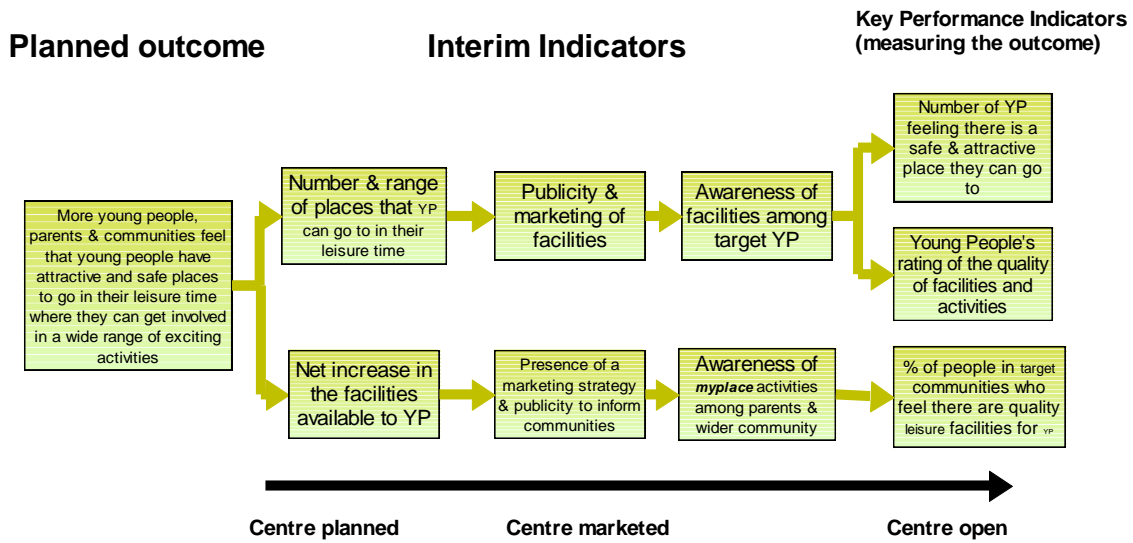 Planned outcome
Interim Indicators
Key Performance Indicators
(measuring the outcome)
More young people,
parents & communities feel
that young people have
attractive and safe places
to go in their leisure time
where they can get involved
in a wide range of exciting
activities
Number & range
of places that YP
can go to in their
leisure time
Publicity &
marketing of
facilities
Awareness of
facilities among
target YP
Number of YP
feeling there is a
safe & attractive
place they can go
to
Young People's
rating of the quality
of facilities and
activities
Net increase in
the facilities
available to YP
Presence of a
marketing strategy
& publicity to inform
communities
Awareness of
myplace activities
among parents &
wider community
% of people in target
communities who
feel there are quality
leisure facilities for YP
Centre planned
Centre marketed
Centre open